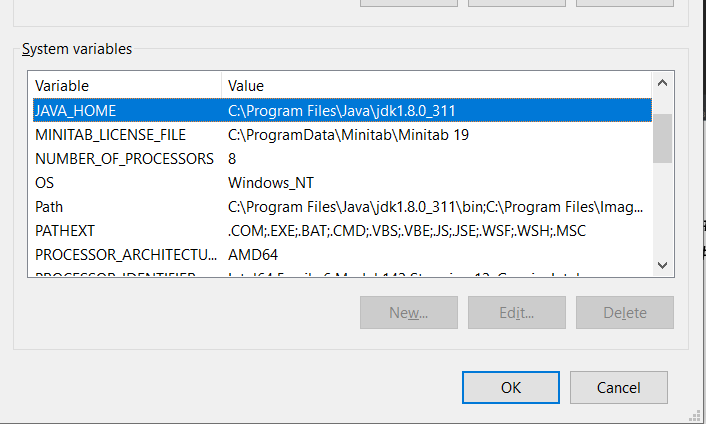 System variables
Variable Value
JAVA_HOME C:\Program Files\Java\jdk1.8.0_311
MINITAB_LICENSE_FILE C:\ProgramData\Minitab\Minitab 19
NUMBER_OF_PROCESSORS 8
OS Windows_NT
Path C:\Program Files\Java\jdk1.8.0_311\bin;C:\Program Files\Imag...
PATHEXT .COM;.EXE;.BAT;.CMD;.VBS;.VBE;.JS;.JSE;.WSF;.WSH;.MSC
PROCESSOR_ARCHITECTU... AMD64
PROCESSOR_IDENTIFIER
New... Edit... Delete
OK Cancel